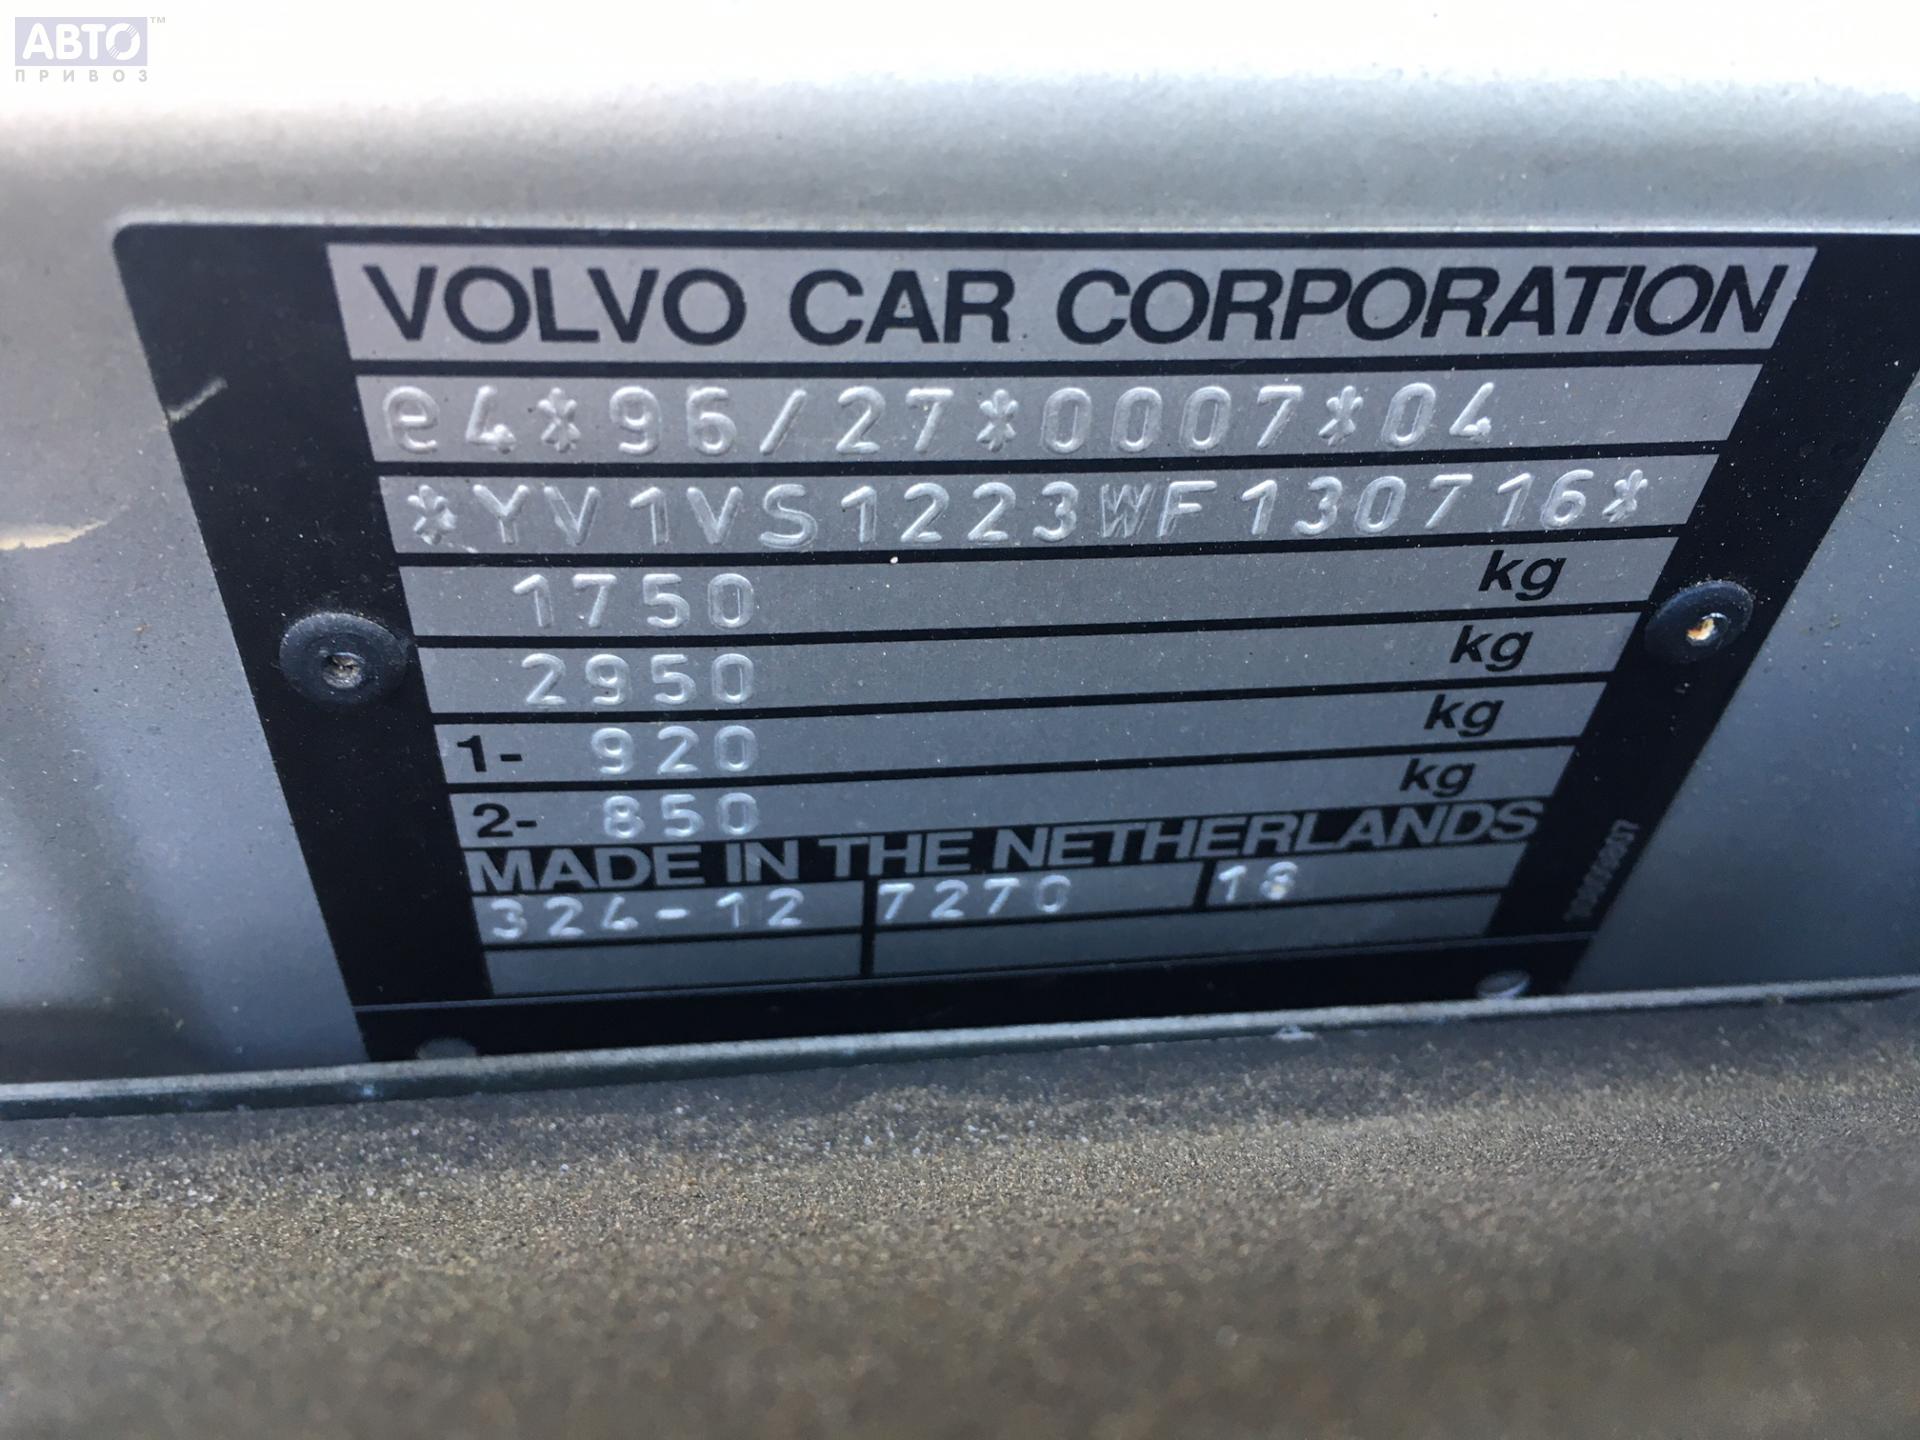 АВТО™
ПРИВОЗ
VOLVO CAR CORPORATION
e4*96/27*0007*04
*YV1VS1223WF130716*
1750 kg
2950 kg
1- 920 kg
2- 850 kg
MADE IN THE NETHERLANDS
324-12 7270 18